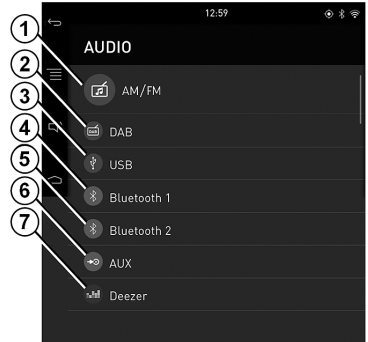 12:59
AUDIO
1 AM/FM
2 DAB DAB
3 USB
4 Bluetooth 1
5 Bluetooth 2
6 AUX
7 Deezer